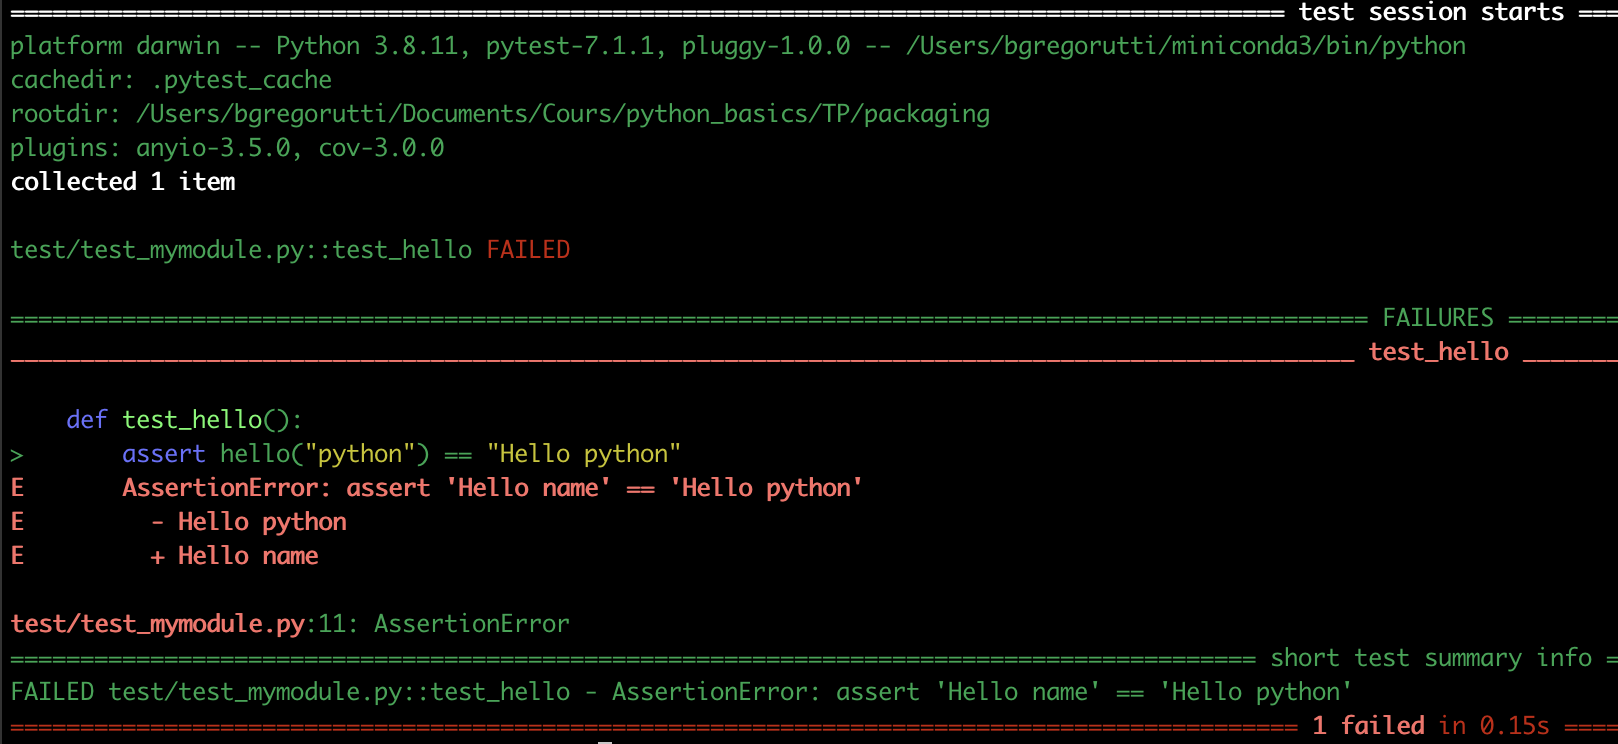 ============================================================================================ test session starts ===
platform darwin -- Python 3.8.11, pytest-7.1.1, pluggy-1.0.0 -- /Users/bgregorutti/miniconda3/bin/python
cachedir: .pytest_cache
rootdir: /Users/bgregorutti/Documents/Cours/python_basics/TP/packaging
plugins: anyio-3.5.0, cov-3.0.0
collected 1 item

test/test_mymodule.py::test_hello FAILED

================================================================================================= FAILURES ========
________________________________________________________________________________________________ test_hello _______

    def test_hello():
>       assert hello("python") == "Hello python"
E       AssertionError: assert 'Hello name' == 'Hello python'
E         - Hello python
E         + Hello name

test/test_mymodule.py:11: AssertionError
========================================================================================= short test summary info =
FAILED test/test_mymodule.py::test_hello - AssertionError: assert 'Hello name' == 'Hello python'
============================================================================================ 1 failed in 0.15s ====